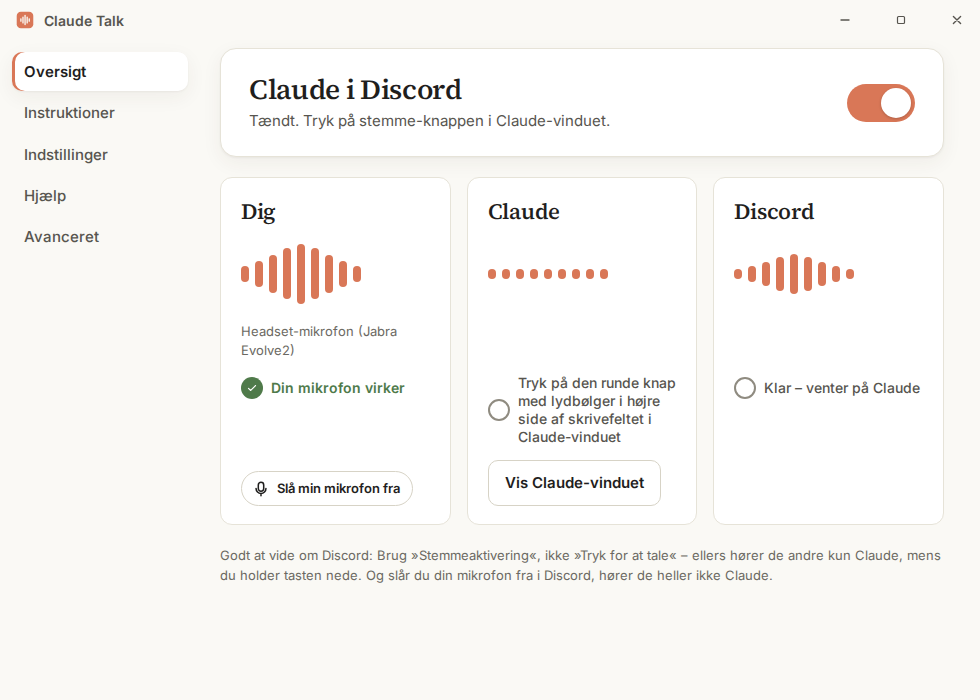 Claude Talk
Oversigt
Instruktioner
Indstillinger
Hjælp
Avanceret
Claude i Discord
Tændt. Tryk på stemme-knappen i Claude-vinduet.
Dig
Headset-mikrofon (Jabra
Evolve2)
Din mikrofon virker
Slå min mikrofon fra
Claude
Tryk på den runde knap
med lydbølger i højre
side af skrivefeltet i
Claude-vinduet
Vis Claude-vinduet
Discord
Klar – venter på Claude
Godt at vide om Discord: Brug »Stemmeaktivering«, ikke »Tryk for at tale« – ellers hører de andre kun Claude, mens
du holder tasten nede. Og slår du din mikrofon fra i Discord, hører de heller ikke Claude.